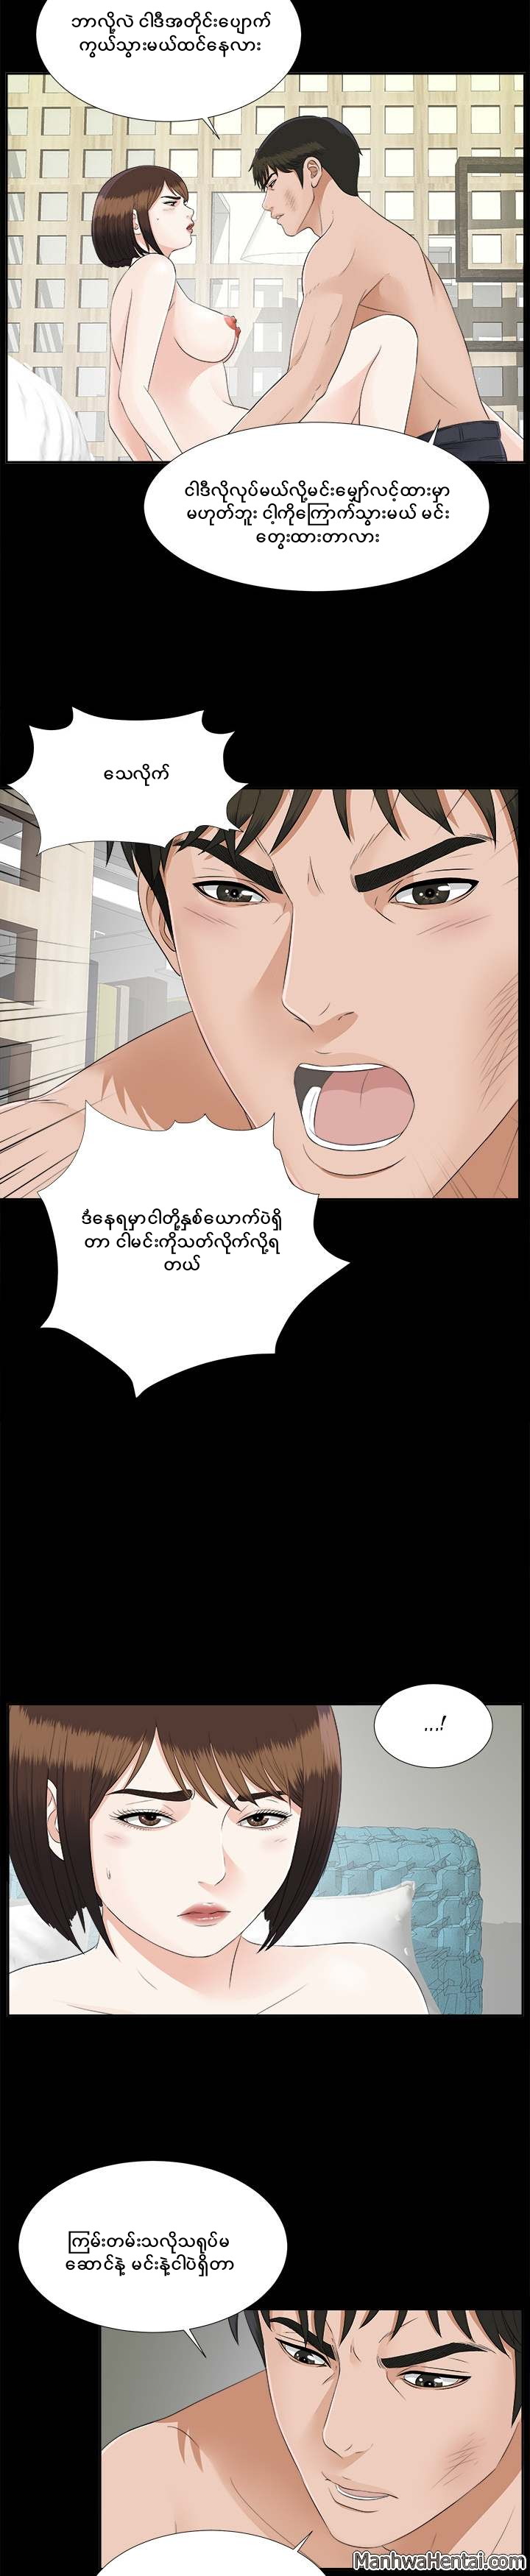 ဘာလို့လဲ ငါဒီအတိုင်းပျောက်
ကွယ်သွားမယ်ထင်နေလား
ငါဒီလိုလုပ်မယ်လို့မင်းမျှော်လင့်ထားမှာ
မဟုတ်ဘူး ငါ့ကိုကြောက်သွားမယ် မင်း
တွေးထားတာလား
သေလိုက်
ဒီနေရာမှာငါတို့နှစ်ယောက်ပဲရှိ
တာ ငါမင်းကိုသတ်လိုက်လို့ရ
တယ်
...!
ကြမ်းတမ်းသလိုသရုပ်မ
ဆောင်နဲ့ မင်းနဲ့ငါပဲရှိတာ
ManhwaHentai.com